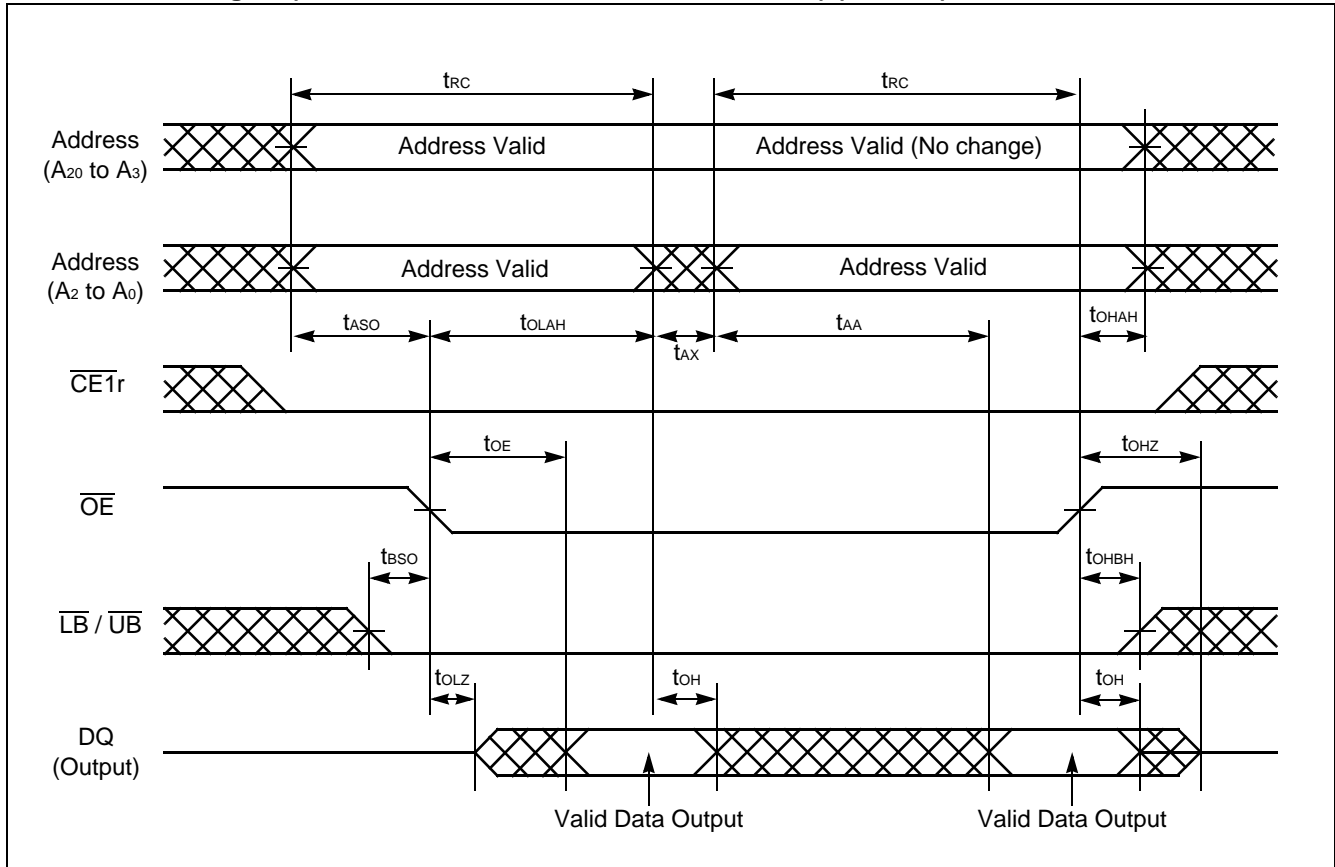 tRC tRC
Address
(A20 to A3)
Address Valid Address Valid (No change)
Address
(A2 to A0)
Address Valid Address Valid
tASO tOLAH tAX tAA tOHAH
CE1r
tOE tOHZ
OE
tBSO tOHBH
LB / UB
tOLZ tOH tOH
DQ
(Output)
Valid Data Output Valid Data Output